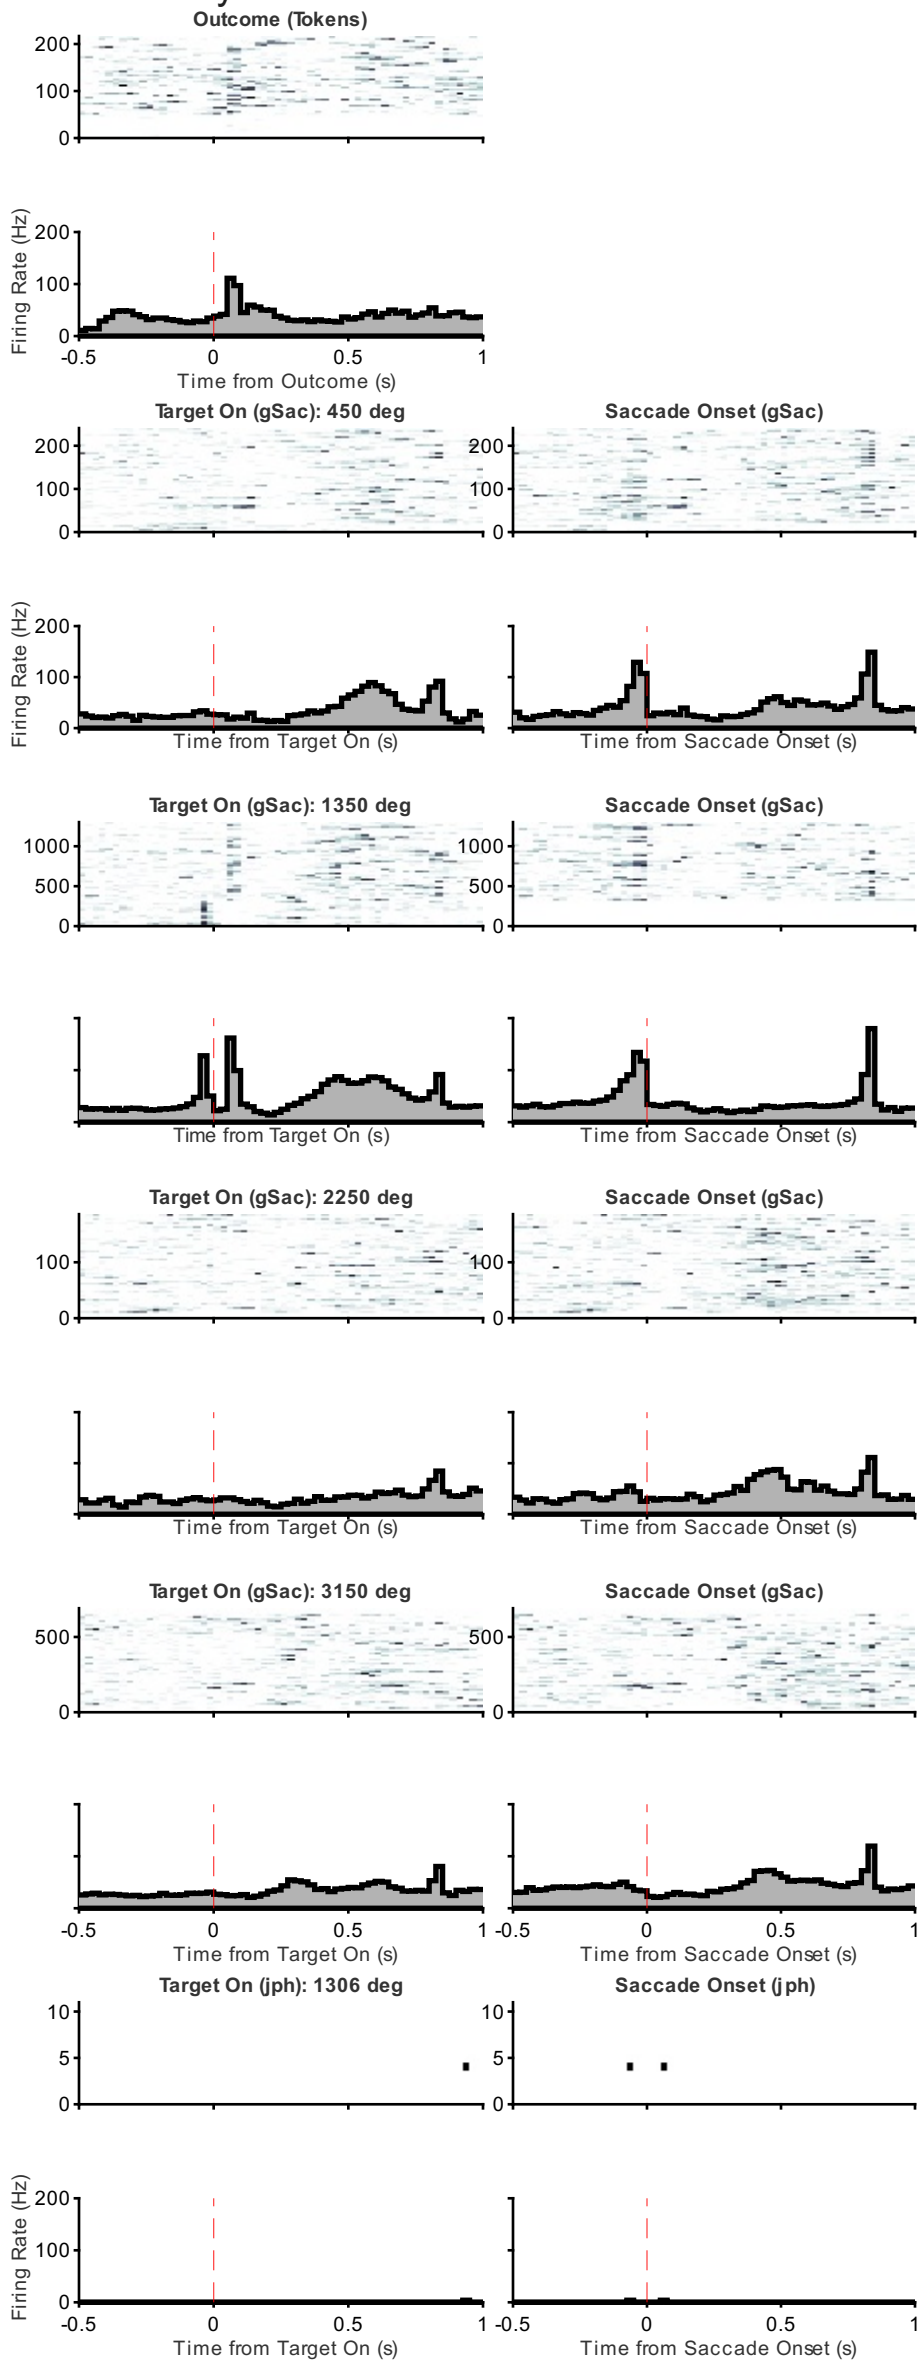 Outcome (Tokens)
200
100
0
Firing Rate (Hz)
200
100
0
-0.5 0 0.5 1
Time from Outcome (s)
Target On (gSac): 450 deg Saccade Onset (gSac)
200 200
100 100
0 0
Firing Rate (Hz)
200
100
0
Time from Target On (s) Time from Saccade Onset (s)
Target On (gSac): 1350 deg Saccade Onset (gSac)
1000 1000
500 500
0 0
Time from Target On (s) Time from Saccade Onset (s)
Target On (gSac): 2250 deg Saccade Onset (gSac)
100 100
0 0
Time from Target On (s) Time from Saccade Onset (s)
Target On (gSac): 3150 deg Saccade Onset (gSac)
500 500
0 0
-0.5 0 0.5 1 -0.5 0 0.5 1
Time from Target On (s) Time from Saccade Onset (s)
Target On (jph): 1306 deg Saccade Onset (jph)
10 10
5 5
0 0
Firing Rate (Hz)
200
100
0
-0.5 0 0.5 1 -0.5 0 0.5 1
Time from Target On (s) Time from Saccade Onset (s)